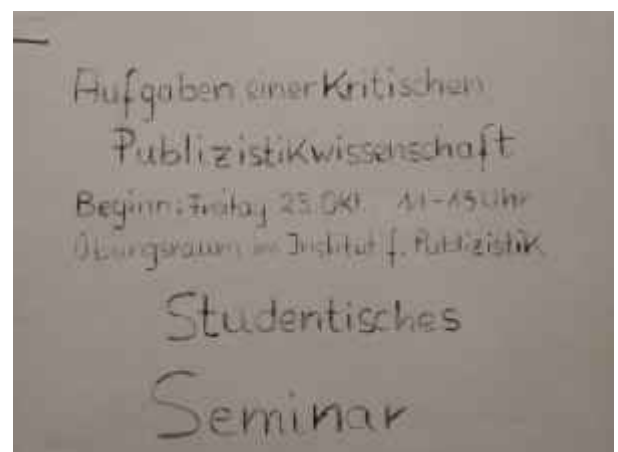 Aufgaben einer Kritischen
Publizistikwissenschaft
Beginn: Freitag 25. Okt. 11-13 Uhr
Übungsraum im Institut f. Publizistik
Studentisches
Seminar